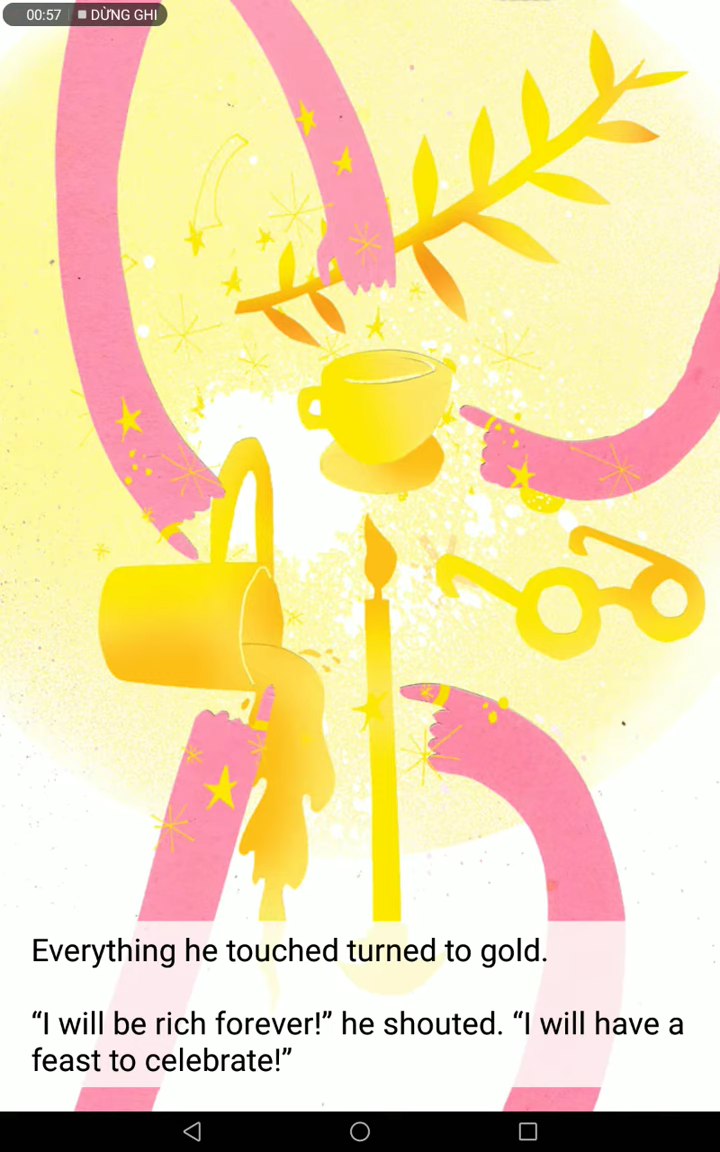 00:57 DỪNG GHI
Everything he touched turned to gold.
“I will be rich forever!” he shouted. “I will have a
feast to celebrate!”